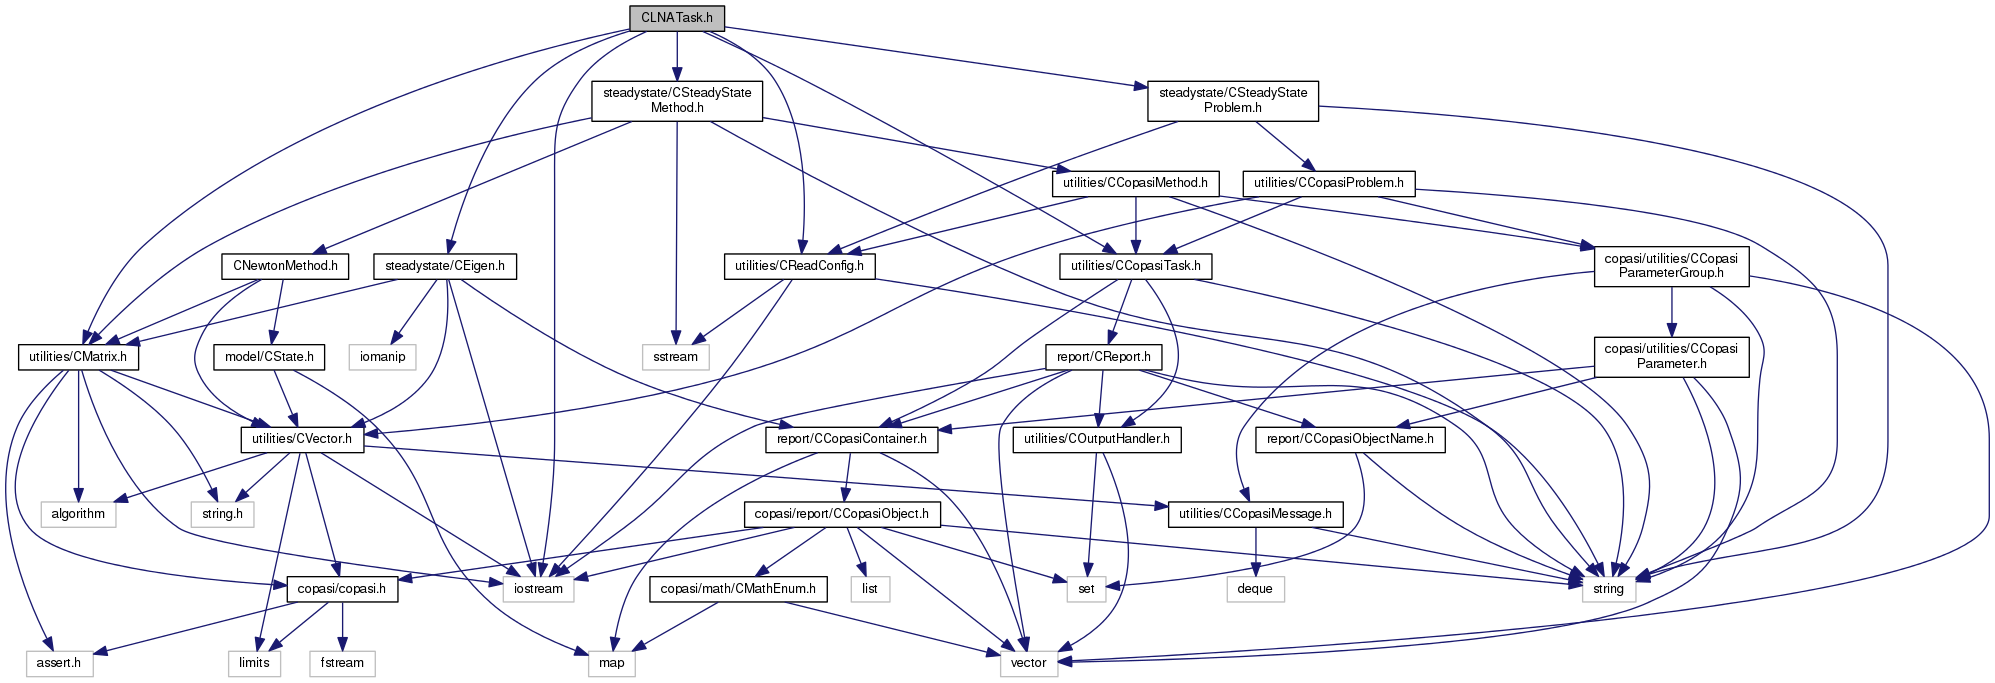 CLNATask.h
steadystate/CSteadyState
Method.h
steadystate/CSteadyState
Problem.h
utilities/CCopasiMethod.h
utilities/CCopasiProblem.h
CNewtonMethod.h
steadystate/CEigen.h
utilities/CReadConfig.h
utilities/CCopasiTask.h
copasi/utilities/CCopasi
ParameterGroup.h
utilities/CMatrix.h
model/CState.h
iomanip
sstream
report/CReport.h
copasi/utilities/CCopasi
Parameter.h
utilities/CVector.h
report/CCopasiContainer.h
utilities/COutputHandler.h
report/CCopasiObjectName.h
algorithm
string.h
copasi/report/CCopasiObject.h
utilities/CCopasiMessage.h
copasi/copasi.h
iostream
copasi/math/CMathEnum.h
list
set
deque
string
assert.h
limits
fstream
map
vector